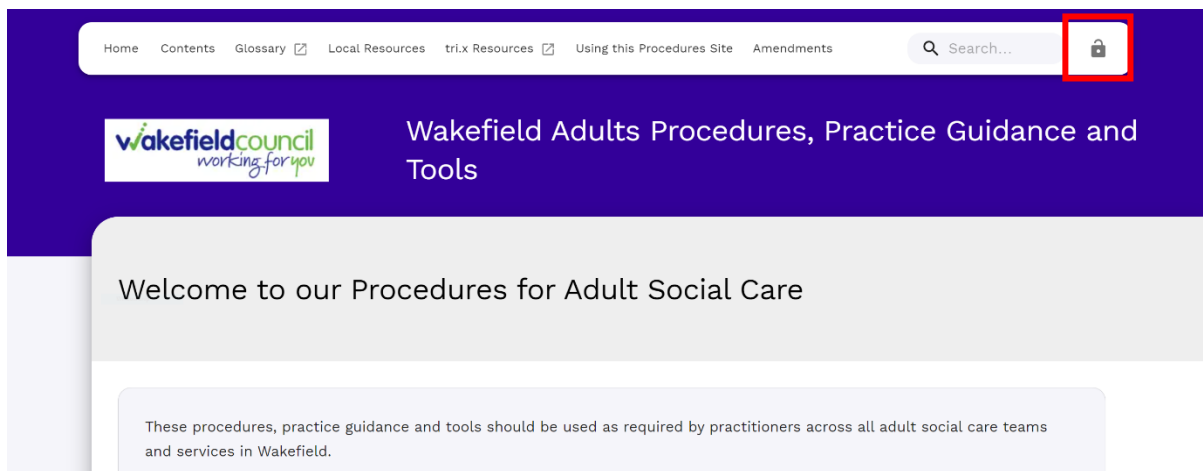 Home Contents Glossary Local Resources tri.x Resources Using this Procedures Site Amendments Search...
wakefieldcouncil
working for you
Wakefield Adults Procedures, Practice Guidance and
Tools
Welcome to our Procedures for Adult Social Care
These procedures, practice guidance and tools should be used as required by practitioners across all adult social care teams
and services in Wakefield.